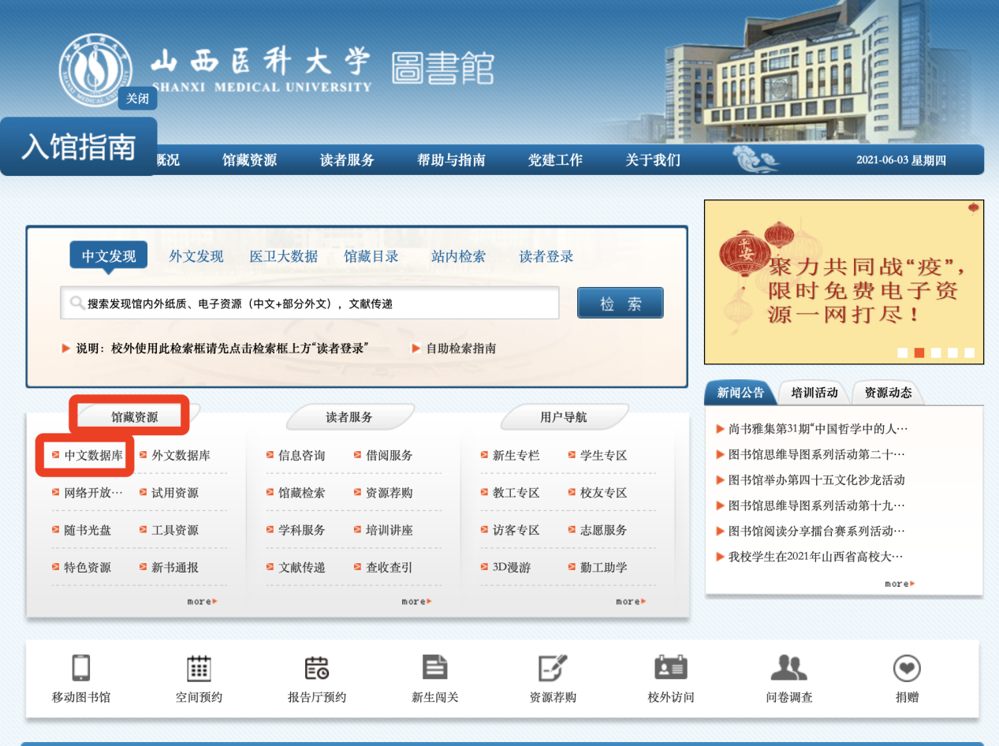 山西医科大学 圖書館
SHANXI MEDICAL UNIVERSITY
关闭
入馆指南
概况 馆藏资源 读者服务 帮助与指南 党建工作 关于我们 2021-06-03 星期四
中文发现 外文发现 医卫大数据 馆藏目录 站内检索 读者登录
搜索发现馆内外纸质、电子资源（中文+部分外文），文献传递 检 索
说明：校外使用此检索框请先点击检索框上方“读者登录” 自助检索指南
平安
聚力共同战“疫”，
限时免费电子资
源一网打尽！
新闻公告 培训活动 资源动态
尚书雅集第31期“中国哲学中的人…
图书馆思维导图系列活动第二十…
图书馆举办第四十五文化沙龙活动
图书馆思维导图系列活动第十九…
图书馆阅读分享擂台赛系列活动…
我校学生在2021年山西省高校大…
more
馆藏资源 读者服务 用户导航
中文数据库 外文数据库 信息咨询 借阅服务 新生专栏 学生专区
网络开放… 试用资源 馆藏检索 资源荐购 教工专区 校友专区
随书光盘 工具资源 学科服务 培训讲座 访客专区 志愿服务
特色资源 新书通报 文献传递 查收查引 3D漫游 勤工助学
more more more
移动图书馆 空间预约 报告厅预约 新生闯关 资源荐购 校外访问 问卷调查 捐赠